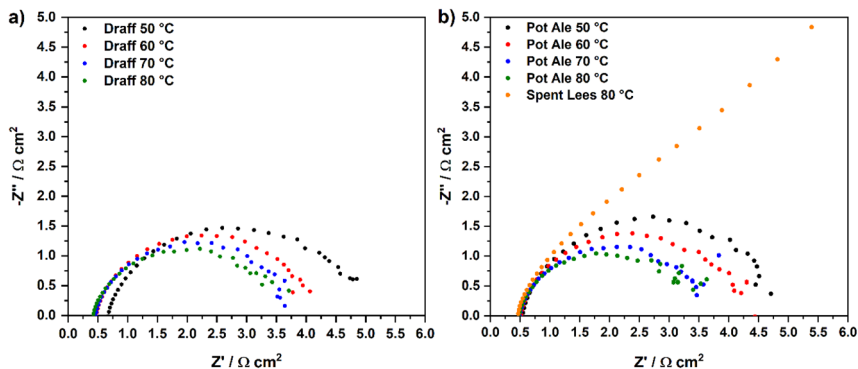 a)
Draff 50 °C
Draff 60 °C
Draff 70 °C
Draff 80 °C
5.0
4.5
4.0
3.5
3.0
2.5
2.0
1.5
1.0
0.5
0.0
-Z'' / Ω cm2
0.0 0.5 1.0 1.5 2.0 2.5 3.0 3.5 4.0 4.5 5.0 5.5 6.0
Z' / Ω cm2
b)
Pot Ale 50 °C
Pot Ale 60 °C
Pot Ale 70 °C
Pot Ale 80 °C
Spent Lees 80 °C
5.0
4.5
4.0
3.5
3.0
2.5
2.0
1.5
1.0
0.5
0.0
-Z'' / Ω cm2
0.0 0.5 1.0 1.5 2.0 2.5 3.0 3.5 4.0 4.5 5.0 5.5 6.0
Z' / Ω cm2